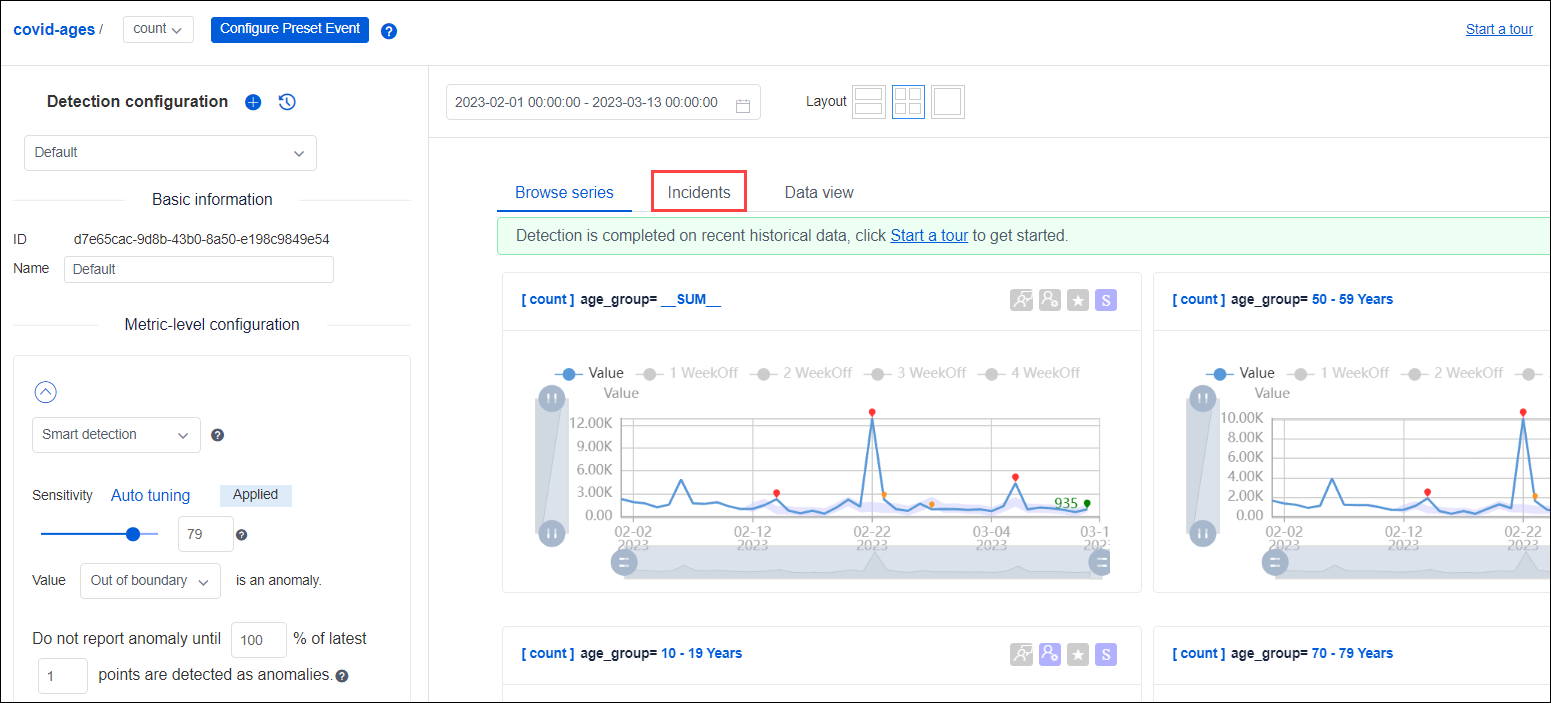 covid-ages / count Configure Preset Event ? Start a tour
Detection configuration
Default
Basic information
ID d7e65cac-9d8b-43b0-8a50-e198c9849e54
Name Default
Metric-level configuration
Smart detection ?
Sensitivity Auto tuning Applied
79 ?
Value Out of boundary is an anomaly.
Do not report anomaly until 100 % of latest
1 points are detected as anomalies. ?
2023-02-01 00:00:00 - 2023-03-13 00:00:00 Layout
Browse series Incidents Data view
Detection is completed on recent historical data, click Start a tour to get started.
[ count ] age_group= __SUM__ S
Value 1 WeekOff 2 WeekOff 3 WeekOff 4 WeekOff
Value
12.00K
9.00K
6.00K
3.00K
0.00
935
02-02 02-12 02-22 03-04 03-1
2023 2023 2023 2023 202
[ count ] age_group= 50 - 59 Years
Value 1 WeekOff 2 WeekOff
Value
10.00K
8.00K
6.00K
4.00K
2.00K
0.00
02-02 02-12 02-22
2023 2023 2023
[ count ] age_group= 10 - 19 Years S
[ count ] age_group= 70 - 79 Years